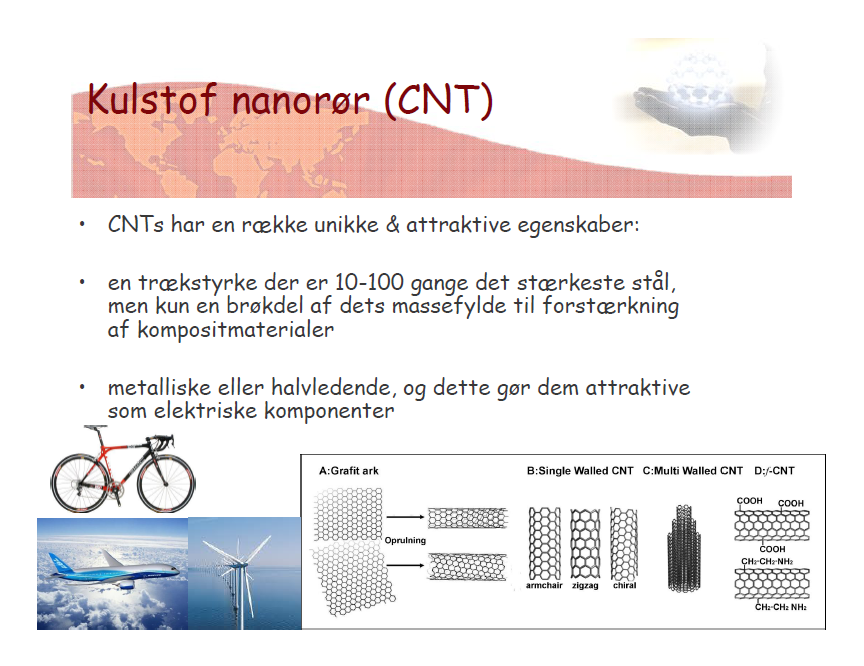 Kulstof nanorør (CNT)
• CNTs har en række unikke & attraktive egenskaber:
• en trækstyrke der er 10-100 gange det stærkeste stål,
men kun en brøkdel af dets massefylde til forstærkning
af kompositmaterialer
• metalliske eller halvledende, og dette gør dem attraktive
som elektriske komponenter
A:Grafit ark
B:Single Walled CNT C:Multi Walled CNT D:/-CNT
Oprulning
armchair zigzag chiral
COOH COOH
COOH
CH2-CH2-NH2
CH2-CH2 NH2